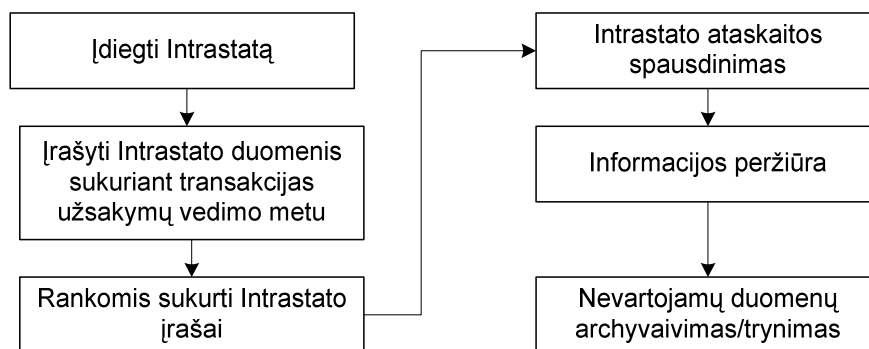 Įdiegti Intrastatą
Įrašyti Intrastato duomenis
sukuriant transakcijas
užsakymų vedimo metu
Rankomis sukurti Intrastato
įrašai
Intrastato ataskaitos
spausdinimas
Informacijos peržiūra
Nevartojamų duomenų
archyvaivimas/trynimas